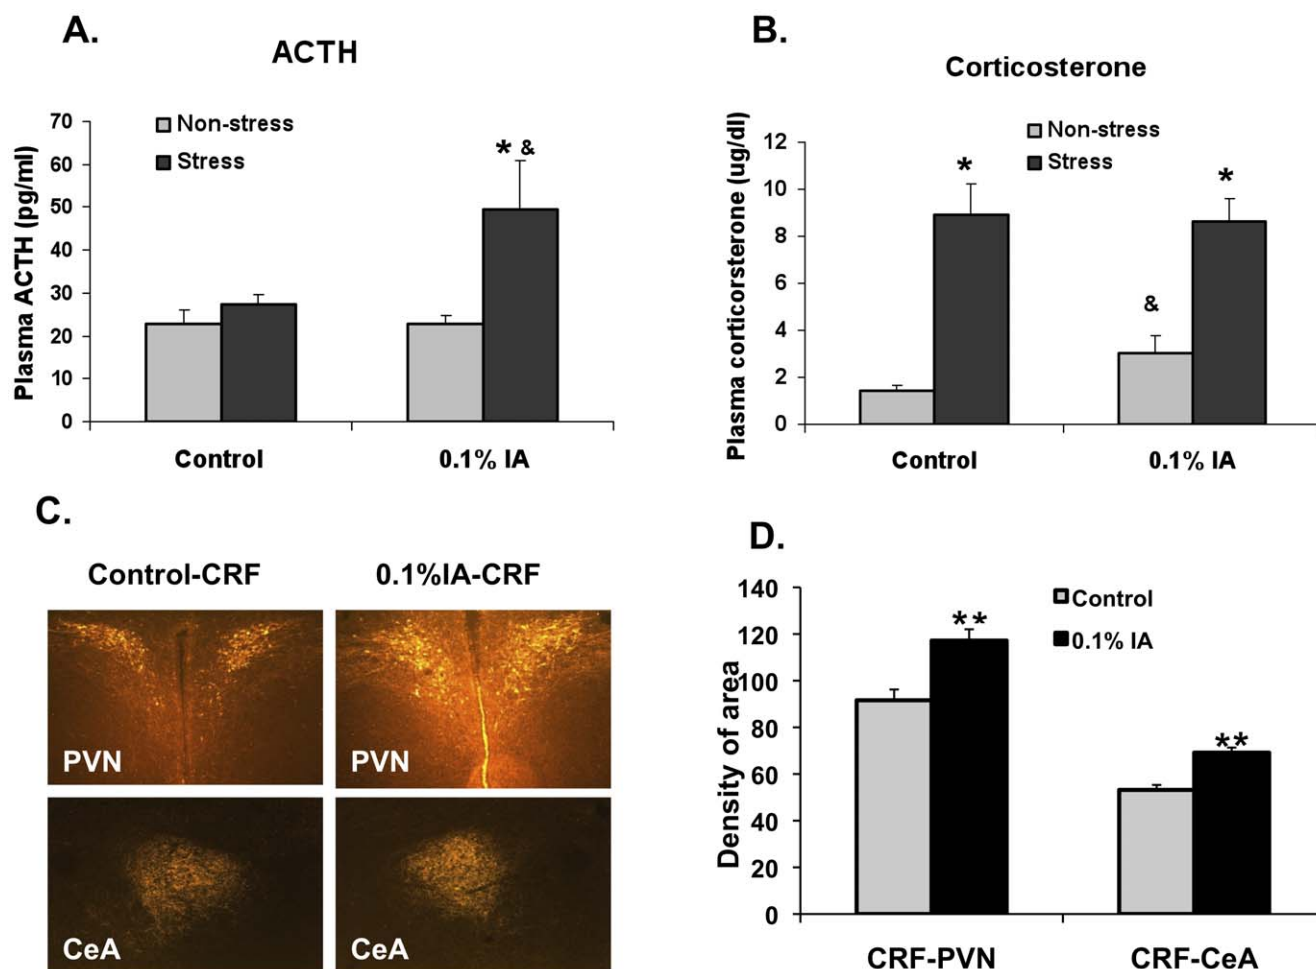 A.
ACTH
Plasma ACTH (pg/ml)
70
60
50
40
30
20
10
0
Non-stress
Stress
* &
Control
0.1% IA
B.
Corticosterone
Plasma corticorsterone (ug/dl)
12
10
8
6
4
2
0
Non-stress
Stress
*
&
*
Control
0.1% IA
C.
Control-CRF
0.1%IA-CRF
PVN
PVN
CeA
CeA
D.
Density of area
140
120
100
80
60
40
20
0
Control
0.1% IA
**
**
CRF-PVN
CRF-CeA